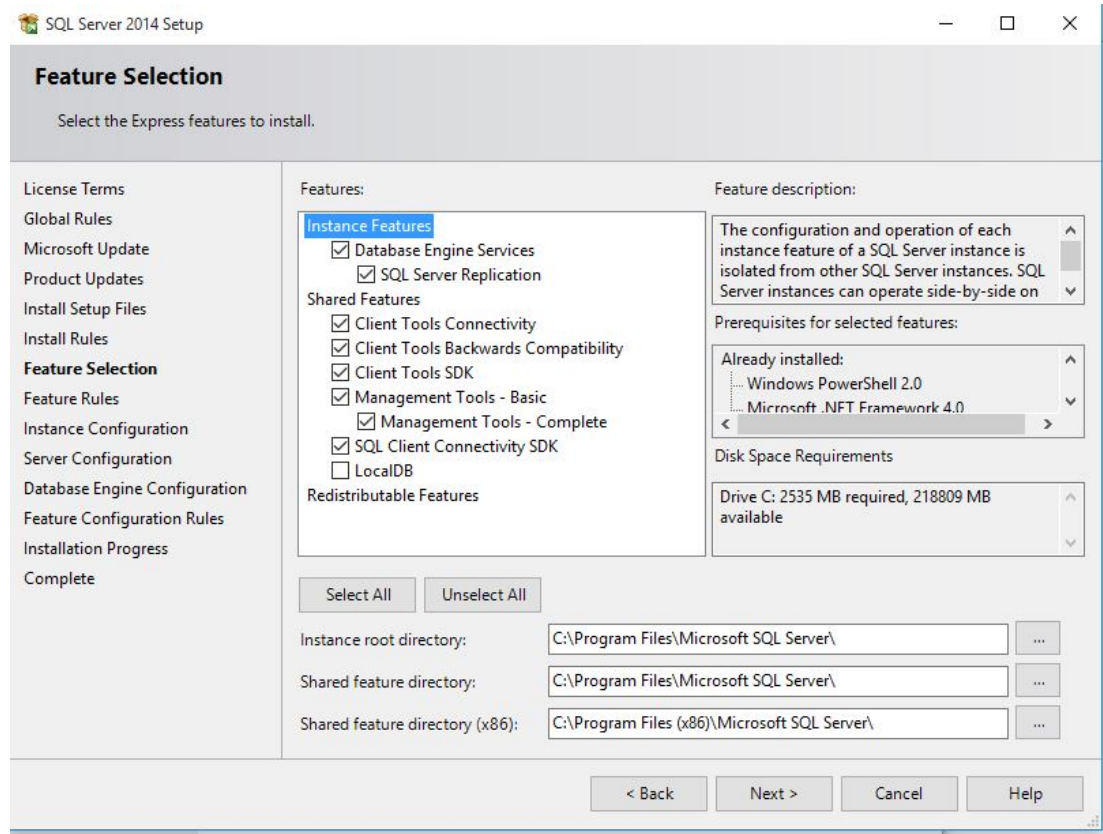 SQL Server 2014 Setup
Feature Selection
Select the Express features to install.
License Terms
Global Rules
Microsoft Update
Product Updates
Install Setup Files
Install Rules
Feature Selection
Feature Rules
Instance Configuration
Server Configuration
Database Engine Configuration
Feature Configuration Rules
Installation Progress
Complete
Features:
Instance Features
Database Engine Services
SQL Server Replication
Shared Features
Client Tools Connectivity
Client Tools Backwards Compatibility
Client Tools SDK
Management Tools - Basic
Management Tools - Complete
SQL Client Connectivity SDK
LocalDB
Redistributable Features
Feature description:
The configuration and operation of each
instance feature of a SQL Server instance is
isolated from other SQL Server instances. SQL
Server instances can operate side-by-side on
Prerequisites for selected features:
Already installed:
Windows PowerShell 2.0
Microsoft .NET Framework 4.0
Disk Space Requirements
Drive C: 2535 MB required, 218809 MB
available
Select All
Unselect All
Instance root directory:
C:\Program Files\Microsoft SQL Server\
...
Shared feature directory:
C:\Program Files\Microsoft SQL Server\
...
Shared feature directory (x86):
C:\Program Files (x86)\Microsoft SQL Server\
...
< Back
Next >
Cancel
Help